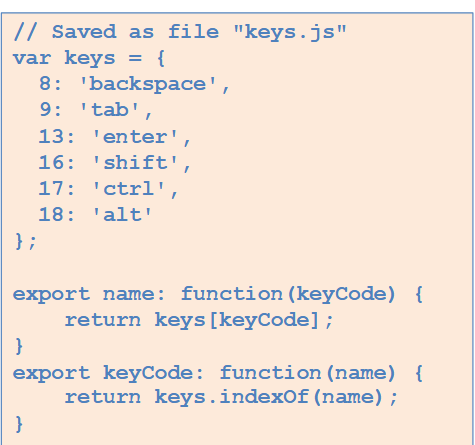 // Saved as file "keys.js"
var keys = {
  8: 'backspace',
  9: 'tab',
  13: 'enter',
  16: 'shift',
  17: 'ctrl',
  18: 'alt'
};

export name: function(keyCode) {
    return keys[keyCode];
}
export keyCode: function(name) {
    return keys.indexOf(name);
}